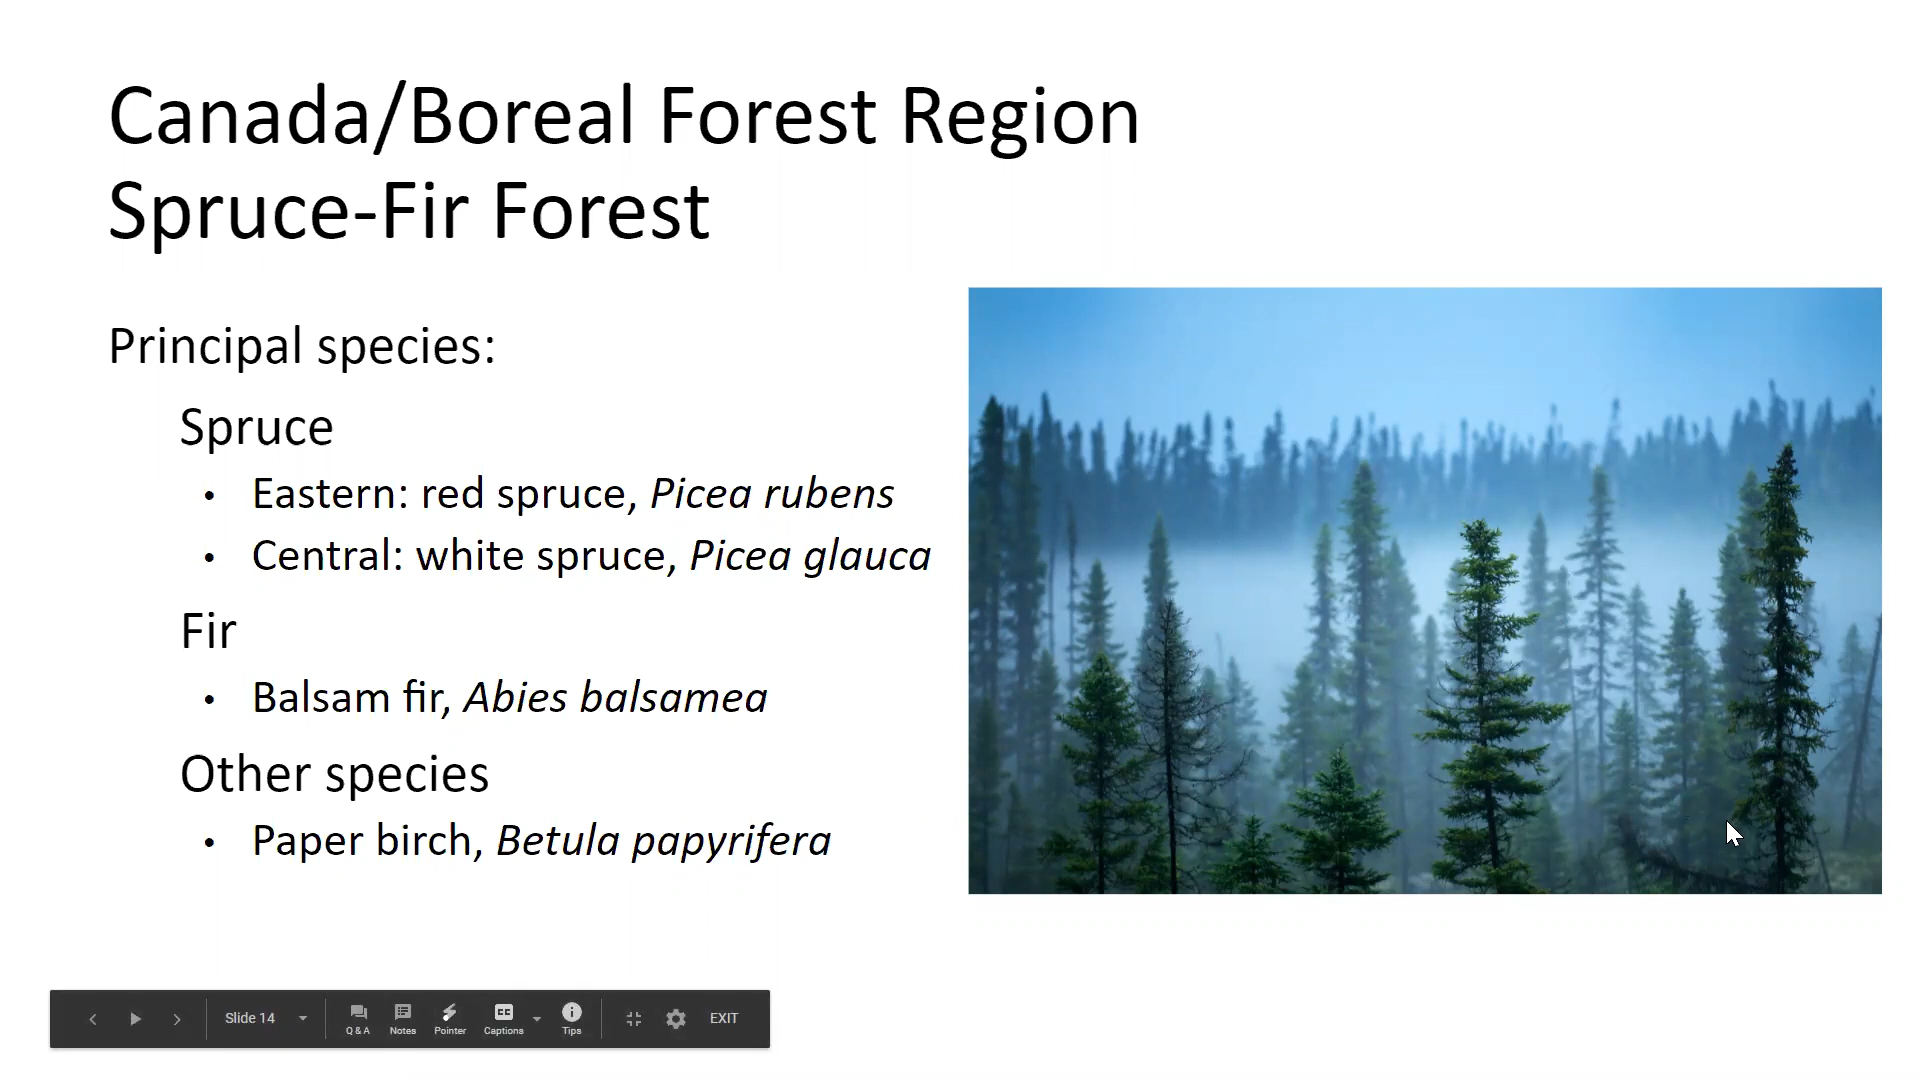 Canada/Boreal Forest Region
Spruce-Fir Forest
Principal species:
Spruce
• Eastern: red spruce, Picea rubens
• Central: white spruce, Picea glauca
Fir
• Balsam fir, Abies balsamea
Other species
• Paper birch, Betula papyrifera
Slide 14
Q & A
Notes
Pointer
CC
Captions
Tips
EXIT